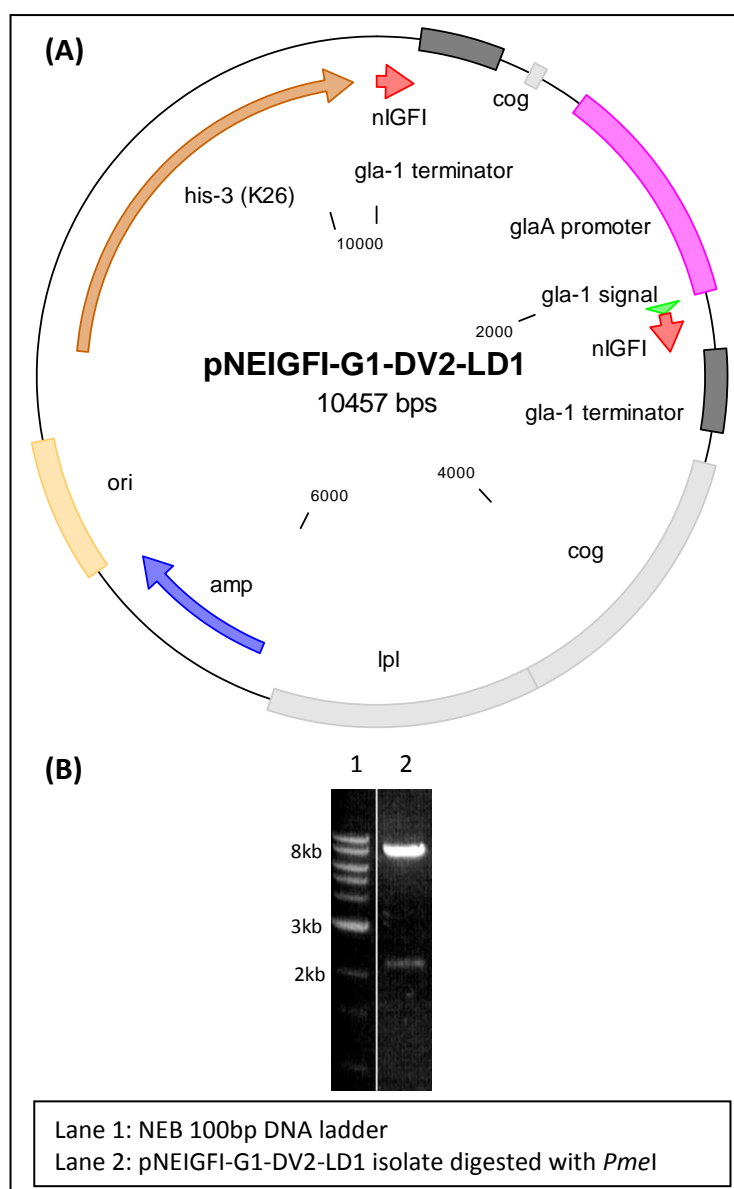 (A)
cog
nIGFI
gla-1 terminator
his-3 (K26)
10000
glaA promoter
gla-1 signal
2000
nIGFI
pNEIGFI-G1-DV2-LD1
10457 bps
gla-1 terminator
4000
6000
ori
cog
amp
lpl
(B)
1 2
8kb
3kb
2kb
Lane 1: NEB 100bp DNA ladder
Lane 2: pNEIGFI-G1-DV2-LD1 isolate digested with PmeI